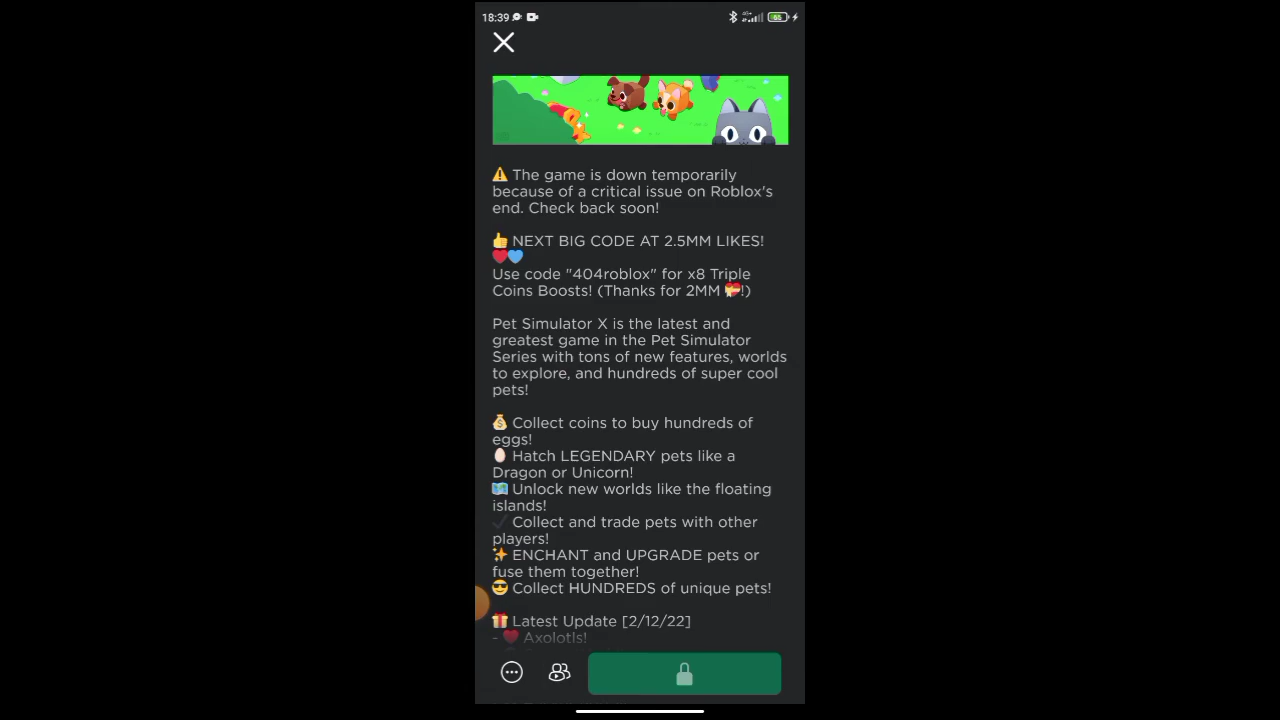 18:39
4G+
65
⚠️ The game is down temporarily
because of a critical issue on Roblox's
end. Check back soon!
👍 NEXT BIG CODE AT 2.5MM LIKES!
❤️💙
Use code "404roblox" for x8 Triple
Coins Boosts! (Thanks for 2MM 💝!)
Pet Simulator X is the latest and
greatest game in the Pet Simulator
Series with tons of new features, worlds
to explore, and hundreds of super cool
pets!
💰 Collect coins to buy hundreds of
eggs!
🥚 Hatch LEGENDARY pets like a
Dragon or Unicorn!
🗺️ Unlock new worlds like the floating
islands!
✔️ Collect and trade pets with other
players!
✨ ENCHANT and UPGRADE pets or
fuse them together!
😎 Collect HUNDREDS of unique pets!
🎁 Latest Update [2/12/22]
- ❤️ Axolotls!